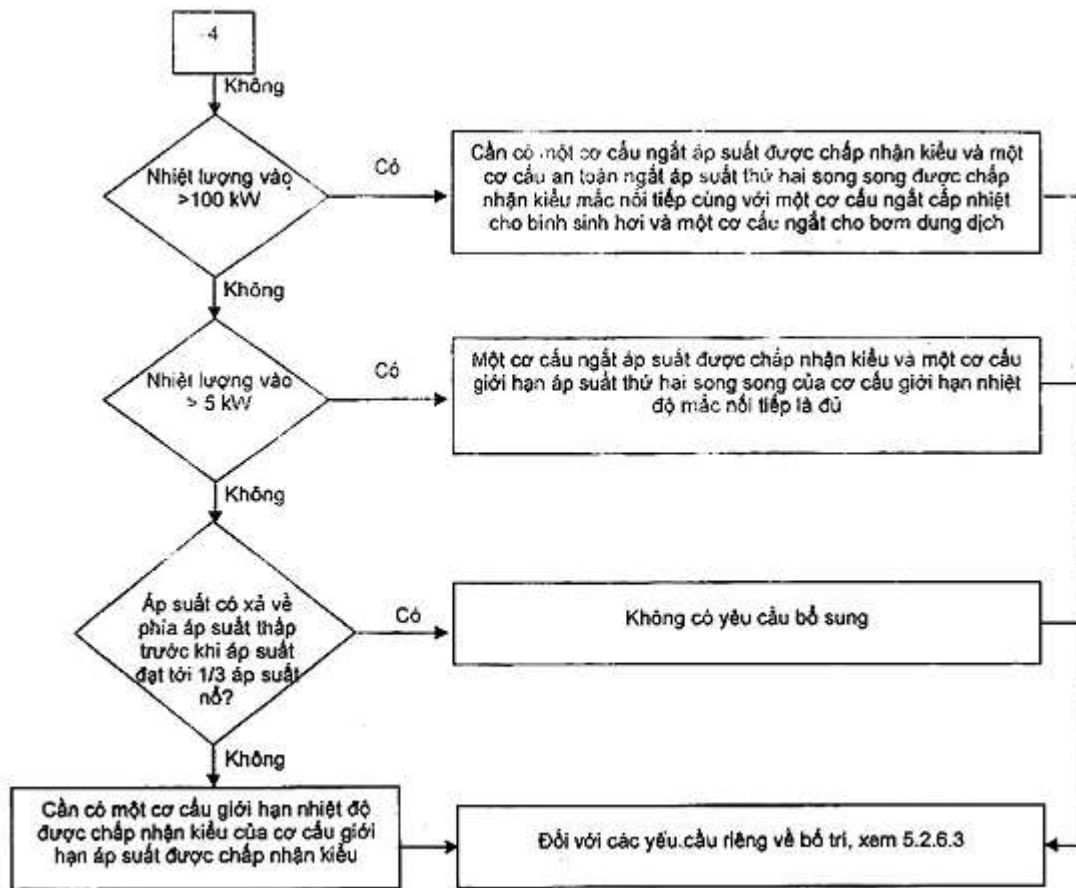 -4
Không
Nhiệt lượng vào
>100 kW
Có
Cần có một cơ cấu ngắt áp suất được chấp nhận kiểu và một
cơ cấu an toàn ngắt áp suất thứ hai song song được chấp
nhận kiểu mắc nối tiếp cùng với một cơ cấu ngắt cấp nhiệt
cho bình sinh hơi và một cơ cấu ngắt cho bơm dung dịch
Không
Nhiệt lượng vào
> 5 kW
Có
Một cơ cấu ngắt áp suất được chấp nhận kiểu và một cơ cấu
giới hạn áp suất thứ hai song song của cơ cấu giới hạn nhiệt
độ mắc nối tiếp là đủ
Không
Áp suất có xả về
phía áp suất thấp
trước khi áp suất
đạt tới 1/3 áp suất
nổ?
Có
Không có yêu cầu bổ sung
Không
Cần có một cơ cấu giới hạn nhiệt độ
được chấp nhận kiểu của cơ cấu giới
hạn áp suất được chấp nhận kiểu
Đối với các yếu cầu riêng về bố trí, xem 5.2.6.3